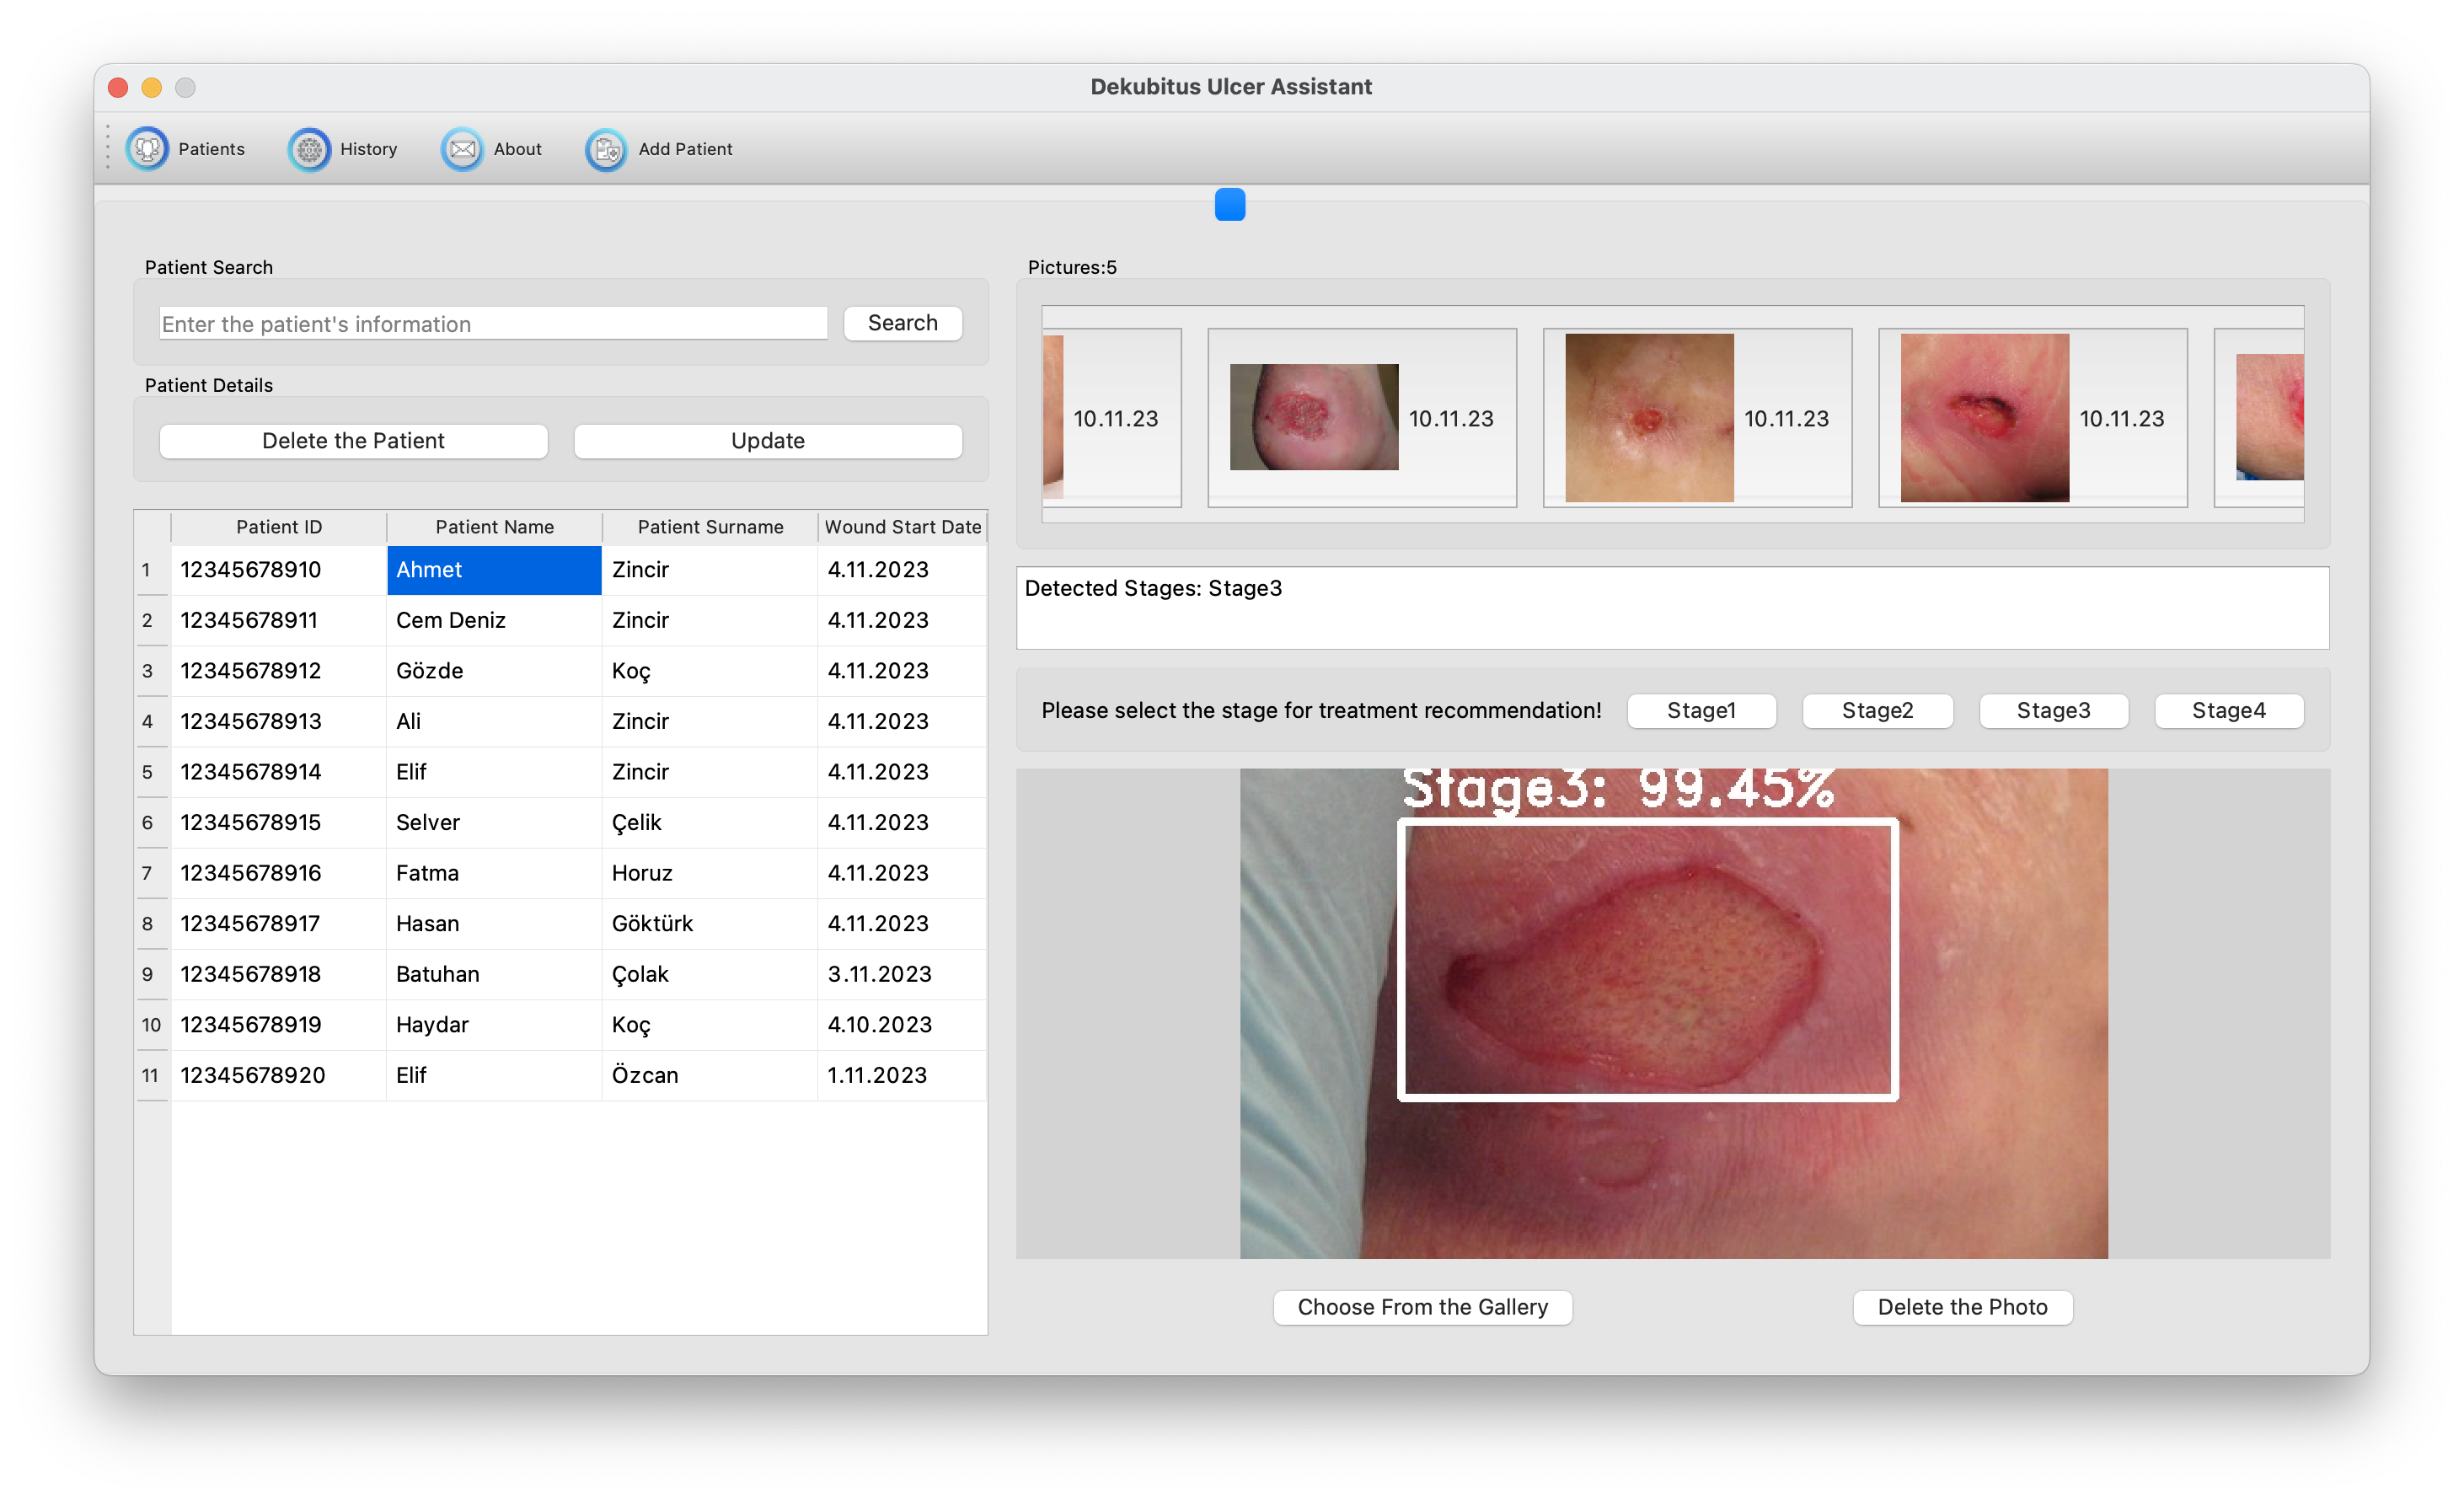 Dekubitus Ulcer Assistant
Patients History About Add Patient
Patient Search
Enter the patient's information Search
Patient Details
Delete the Patient Update
Patient ID Patient Name Patient Surname Wound Start Date
1 12345678910 Ahmet Zincir 4.11.2023
2 12345678911 Cem Deniz Zincir 4.11.2023
3 12345678912 Gözde Koç 4.11.2023
4 12345678913 Ali Zincir 4.11.2023
5 12345678914 Elif Zincir 4.11.2023
6 12345678915 Selver Çelik 4.11.2023
7 12345678916 Fatma Horuz 4.11.2023
8 12345678917 Hasan Göktürk 4.11.2023
9 12345678918 Batuhan Çolak 3.11.2023
10 12345678919 Haydar Koç 4.10.2023
11 12345678920 Elif Özcan 1.11.2023
Pictures:5
10.11.23 10.11.23 10.11.23 10.11.23
Detected Stages: Stage3
Please select the stage for treatment recommendation! Stage1 Stage2 Stage3 Stage4
Stage3: 99.45%
Choose From the Gallery Delete the Photo